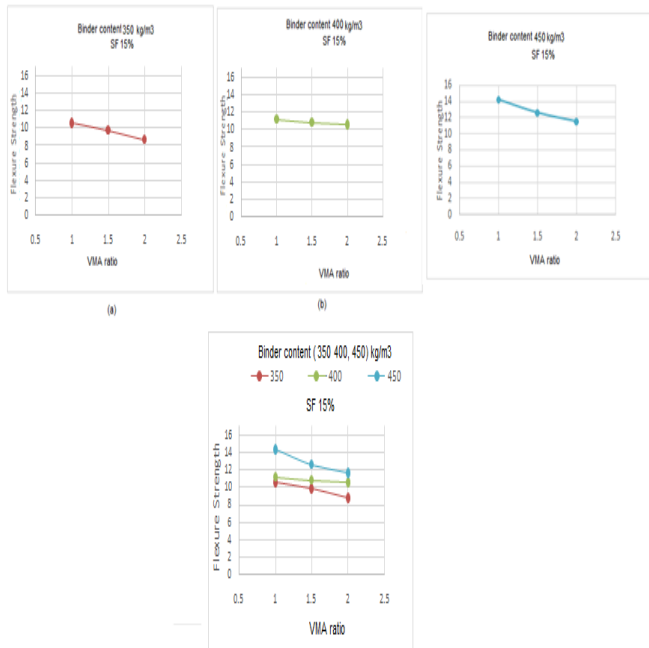 Binder content 350 kg/m3
SF 15%
Flexure Strength
16
14
12
10
8
6
4
2
0
0.5 1 1.5 2 2.5
VMA ratio
(a)
Binder content 400 kg/m3
SF 15%
Flexure Strength
16
14
12
10
8
6
4
2
0
0.5 1 1.5 2 2.5
VMA ratio
(b)
Binder content 450 kg/m3
SF 15%
Flexure Strength
16
14
12
10
8
6
4
2
0
0.5 1 1.5 2 2.5
VMA ratio
Binder content ( 350 400, 450) kg/m3
350 400 450
SF 15%
Flexure Strength
16
14
12
10
8
6
4
2
0
0.5 1 1.5 2 2.5
VMA ratio